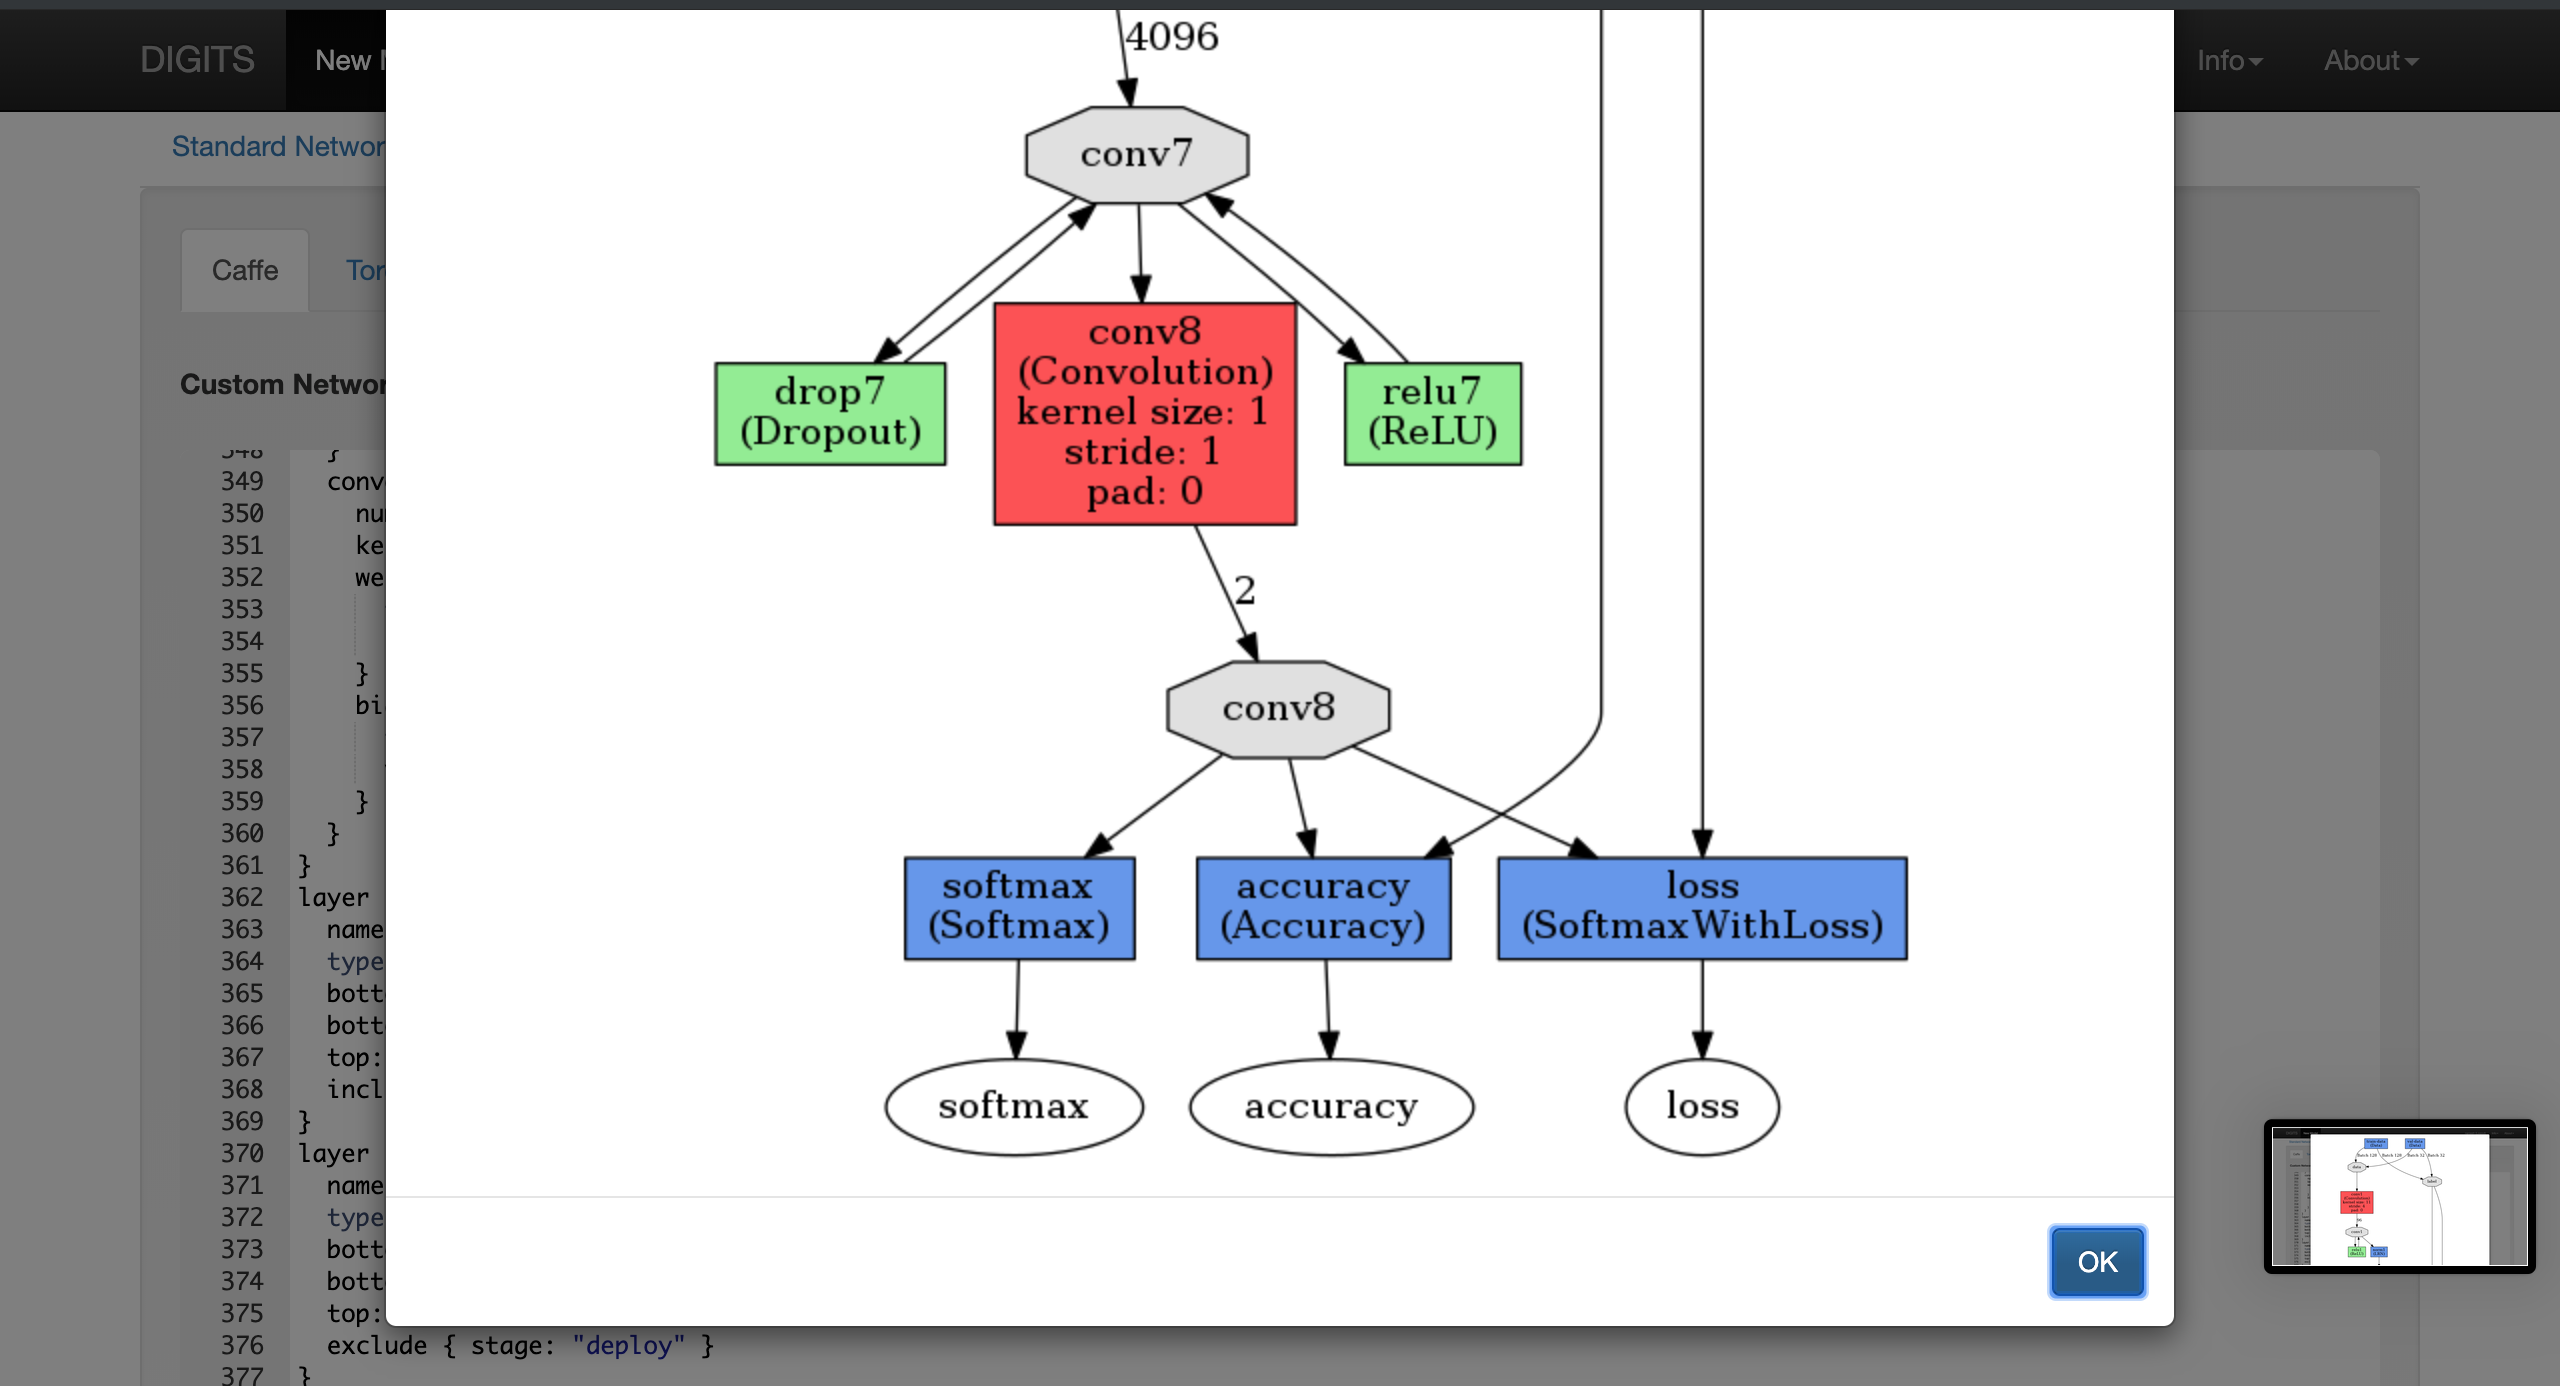 DIGITS
New
Info
About
Standard Networ
Caffe
Tor
Custom Networ
4096
conv7
drop7
(Dropout)
conv8
(Convolution)
kernel size: 1
stride: 1
pad: 0
relu7
(ReLU)
2
conv8
softmax
(Softmax)
accuracy
(Accuracy)
loss
(SoftmaxWithLoss)
softmax
accuracy
loss
OK
348 }
349 conv
350 nu
351 ke
352 we
353
354
355 }
356 bi
357
358
359 }
360 }
361 }
362 layer
363 name
364 type
365 bott
366 bott
367 top:
368 incl
369 }
370 layer
371 name
372 type
373 bott
374 bott
375 top:
376 exclude { stage: "deploy" }
377 }